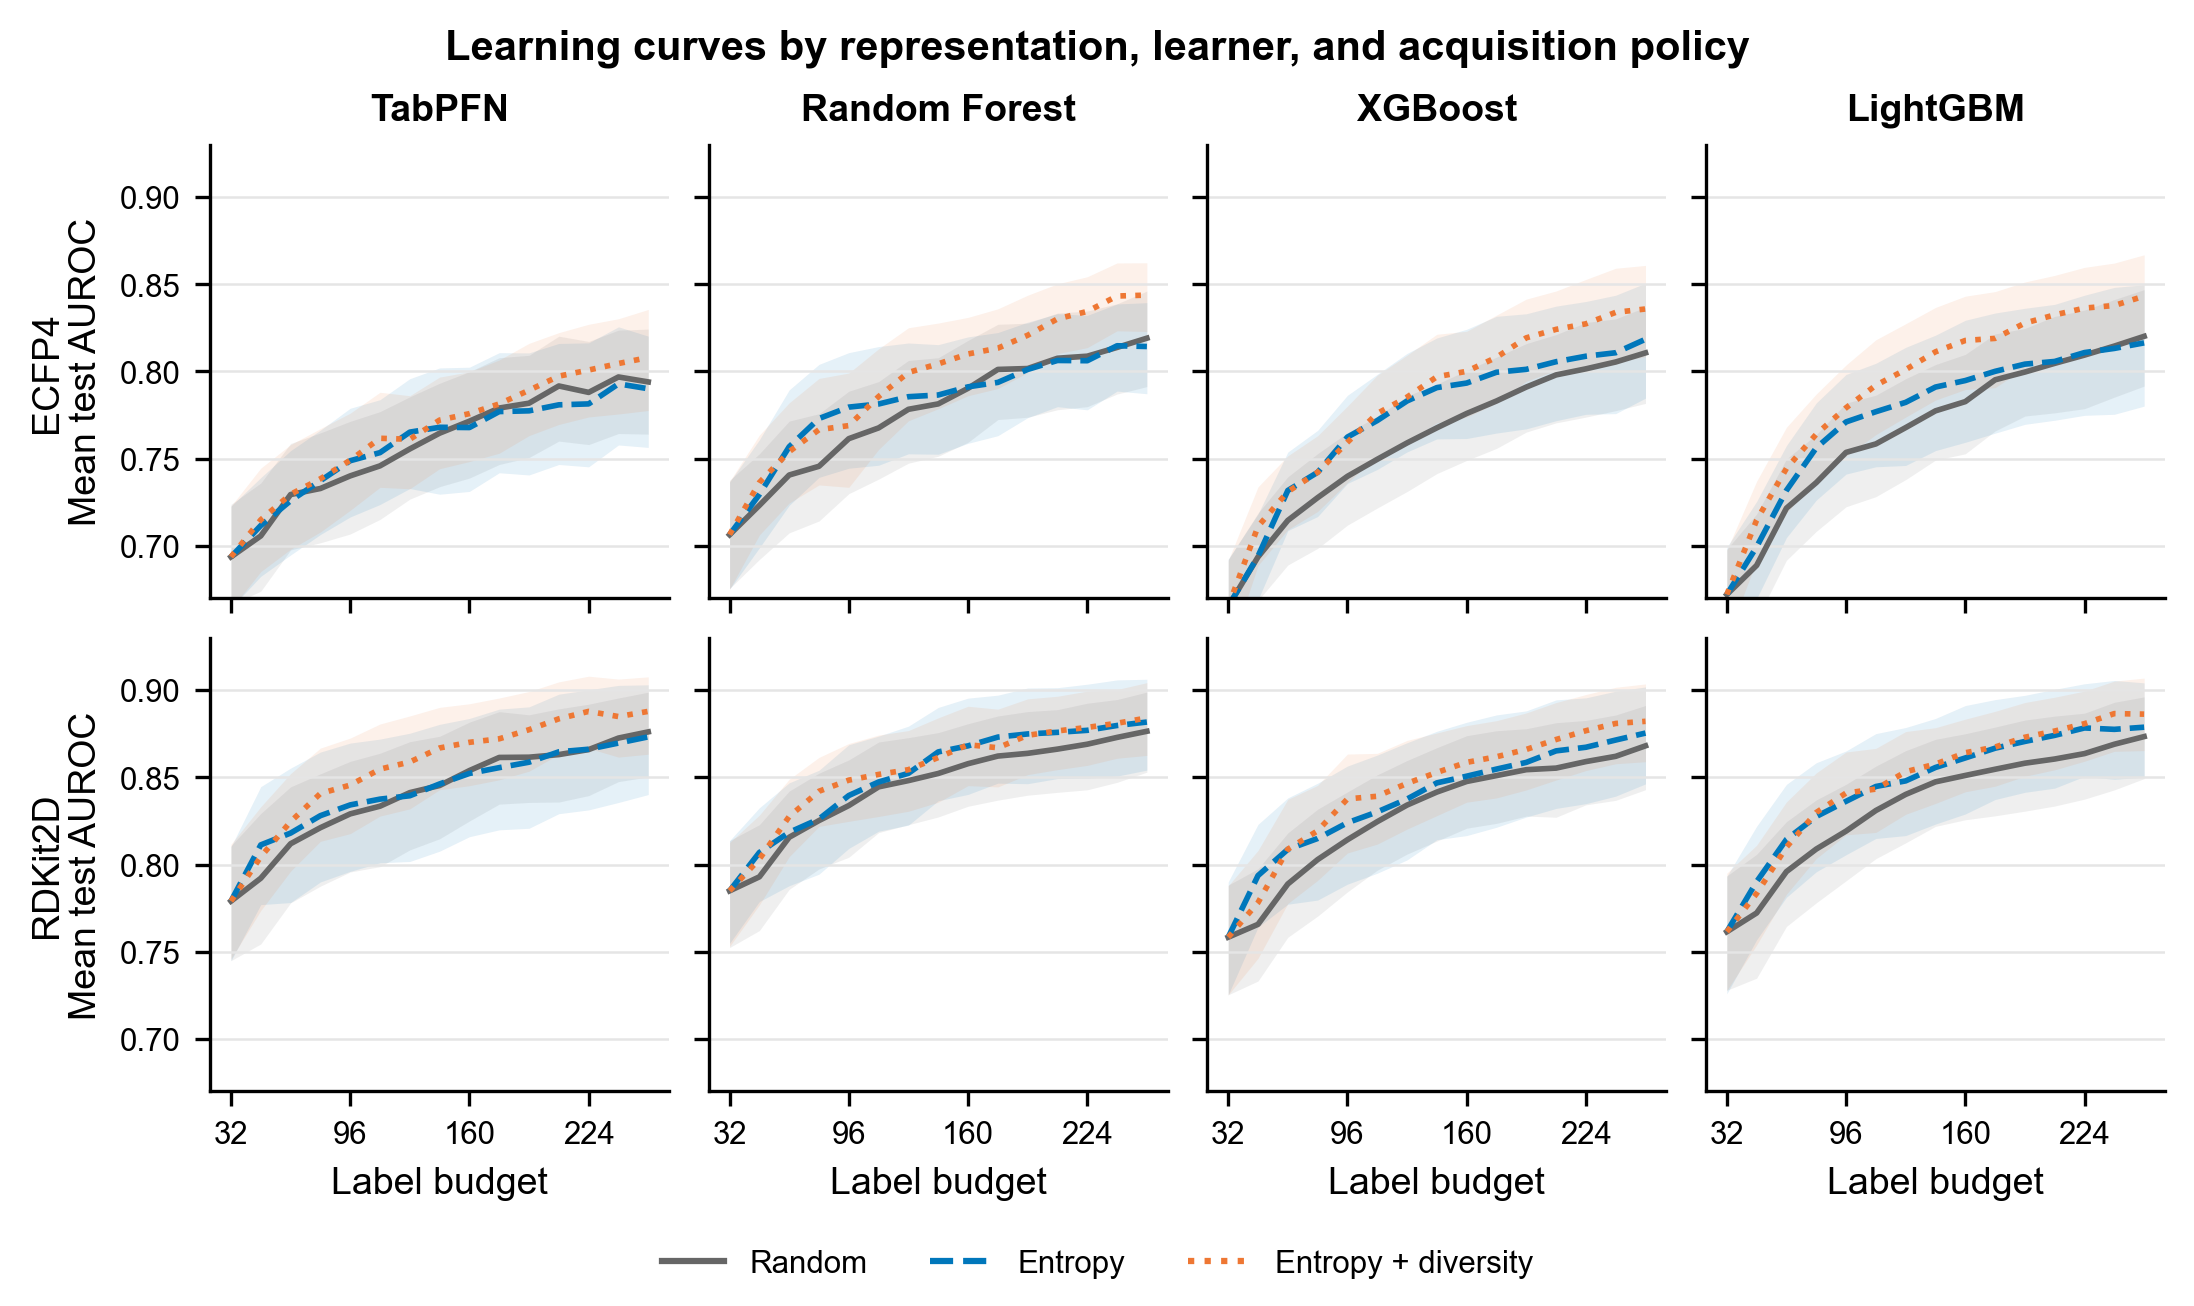 Learning curves by representation, learner, and acquisition policy
TabPFN
Random Forest
XGBoost
LightGBM
ECFP4
Mean test AUROC
0.90
0.85
0.80
0.75
0.70
RDKit2D
Mean test AUROC
0.90
0.85
0.80
0.75
0.70
32 96 160 224
32 96 160 224
32 96 160 224
32 96 160 224
Label budget
Label budget
Label budget
Label budget
Random
Entropy
Entropy + diversity